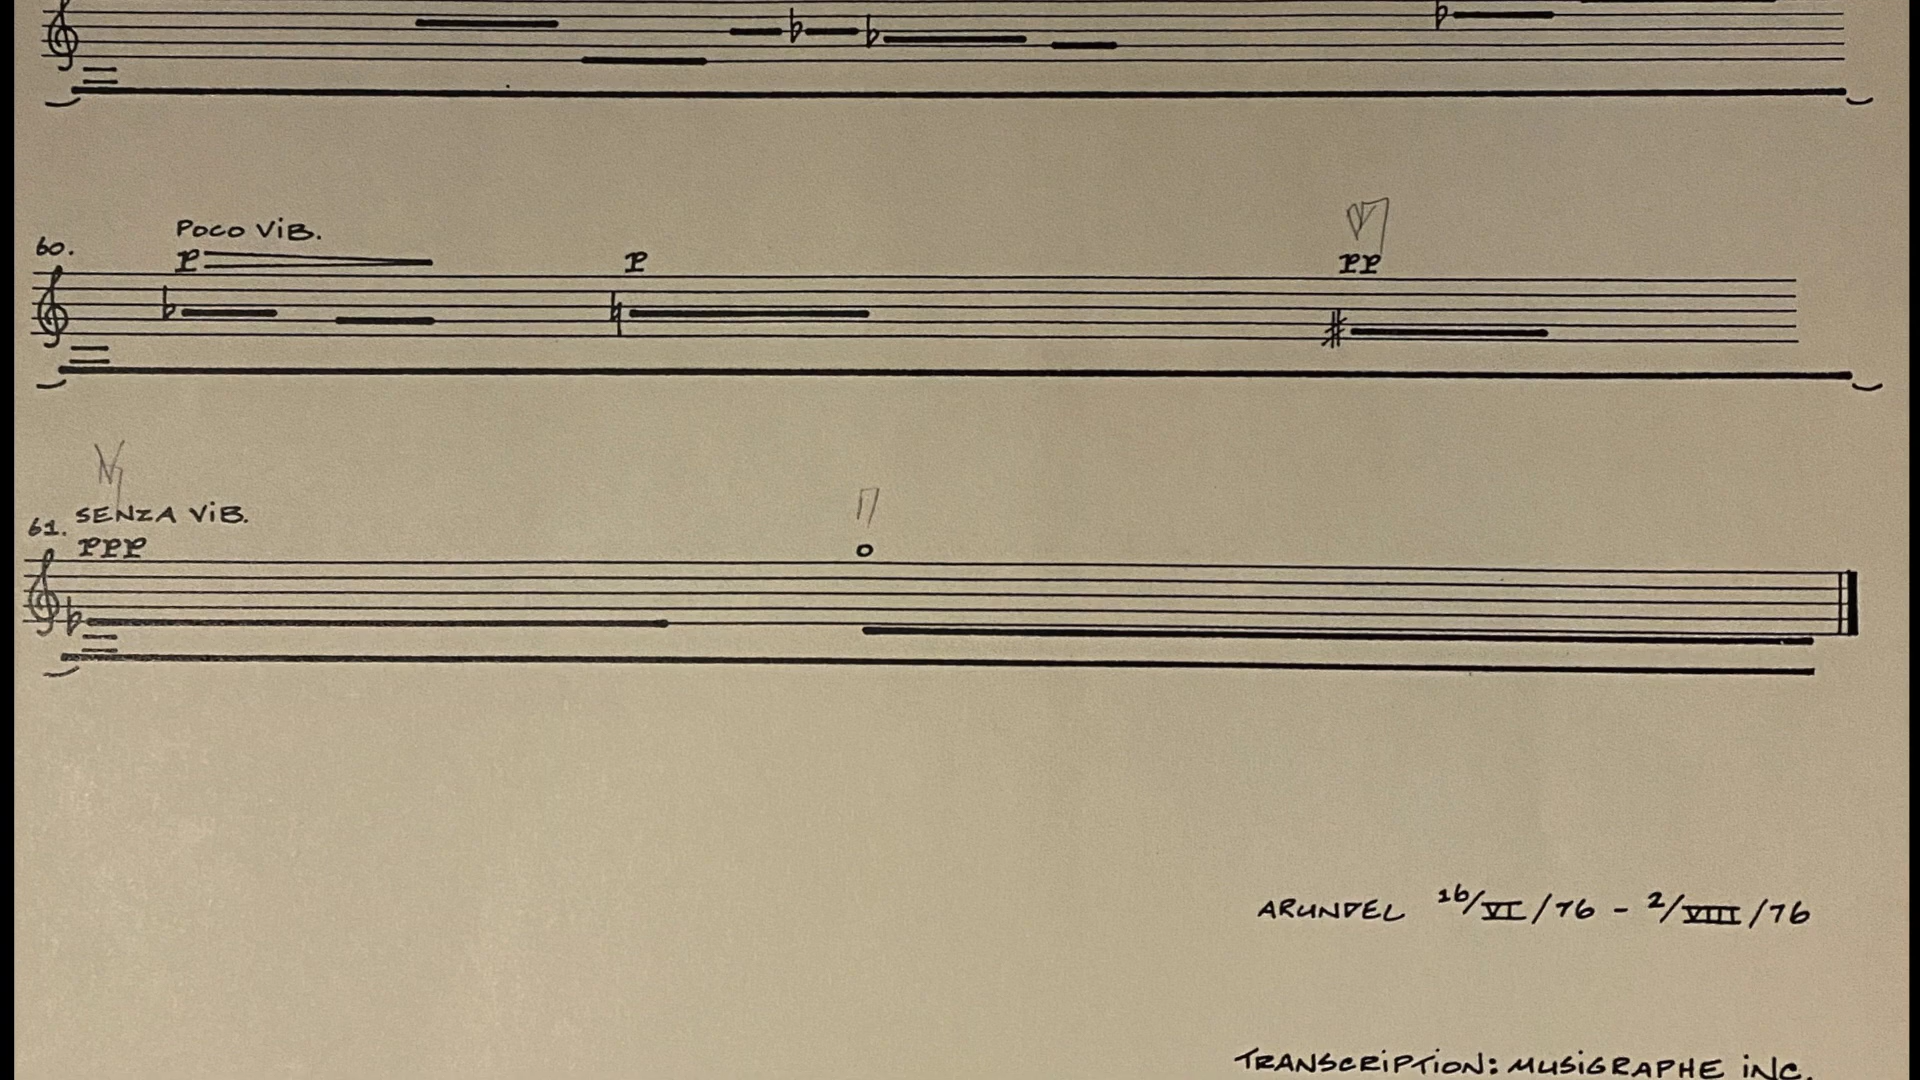 60.
POCO ViB.
P P PP
61. SENZA ViB.
PPP
ARUNDEL 16/VI/76 - 2/VIII/76
TRANSCRIPTiON: MUSiGRAPHE iNC.